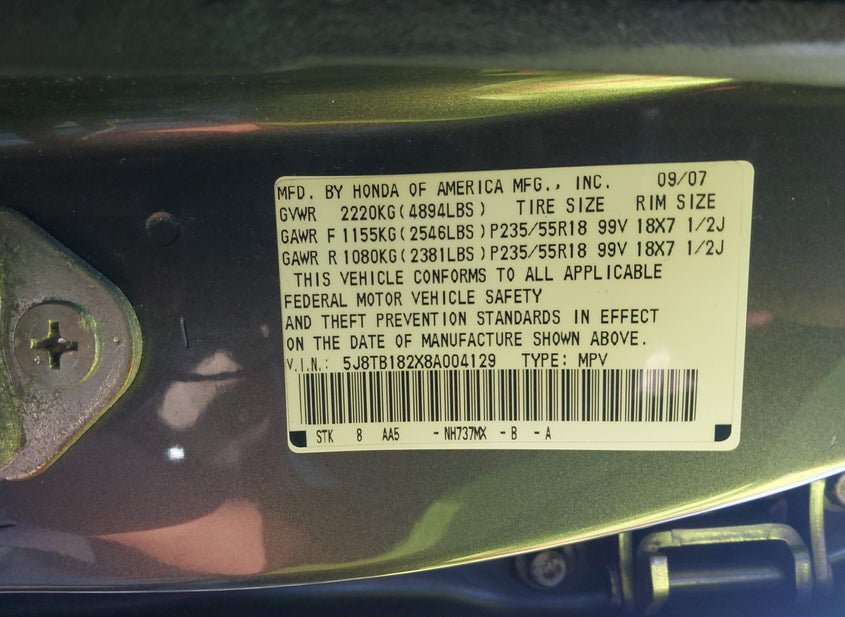 MFD. BY HONDA OF AMERICA MFG., INC. 09/07
GVWR 2220KG(4894LBS) TIRE SIZE RIM SIZE
GAWR F 1155KG(2546LBS)P235/55R18 99V 18X7 1/2J
GAWR R 1080KG(2381LBS)P235/55R18 99V 18X7 1/2J
THIS VEHICLE CONFORMS TO ALL APPLICABLE
FEDERAL MOTOR VEHICLE SAFETY
AND THEFT PREVENTION STANDARDS IN EFFECT
ON THE DATE OF MANUFACTURE SHOWN ABOVE.
V.I.N.: 5J8TB182X8A004129 TYPE: MPV
STK 8 AA5 -NH737MX -B -A